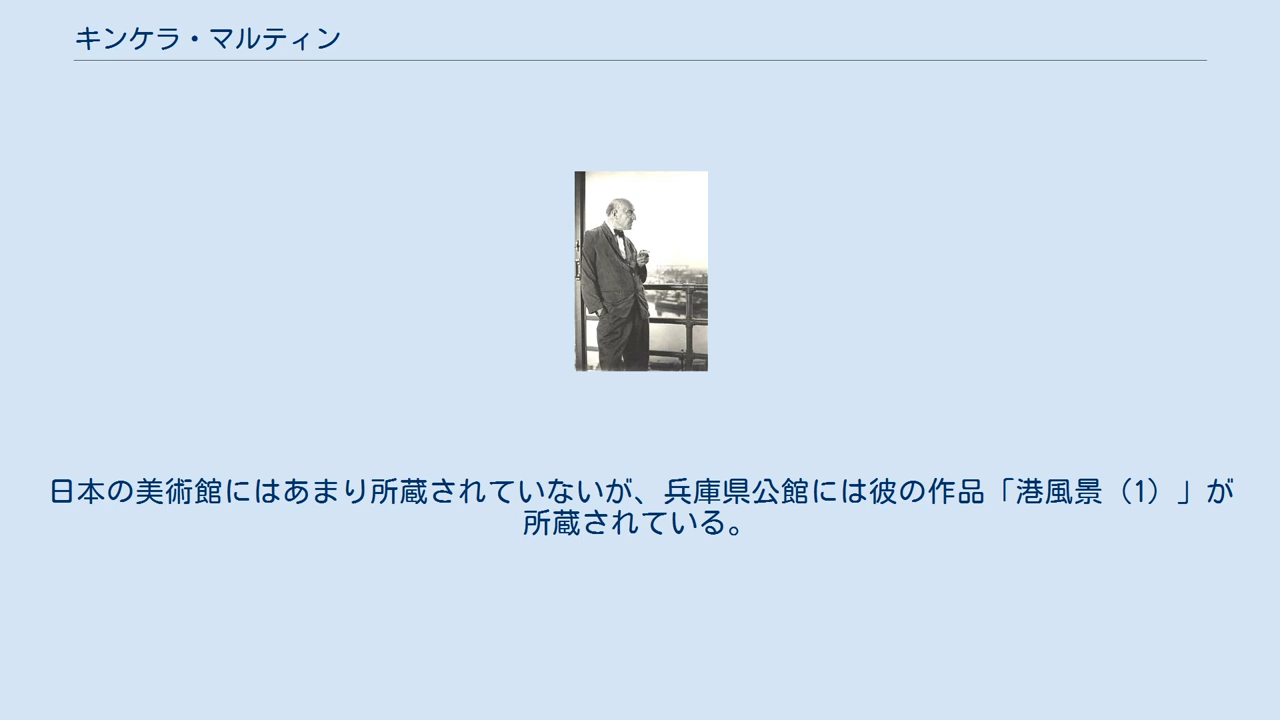 キンケラ・マルティン
日本の美術館にはあまり所蔵されていないが、兵庫県公館には彼の作品「港風景（1）」が
所蔵されている。